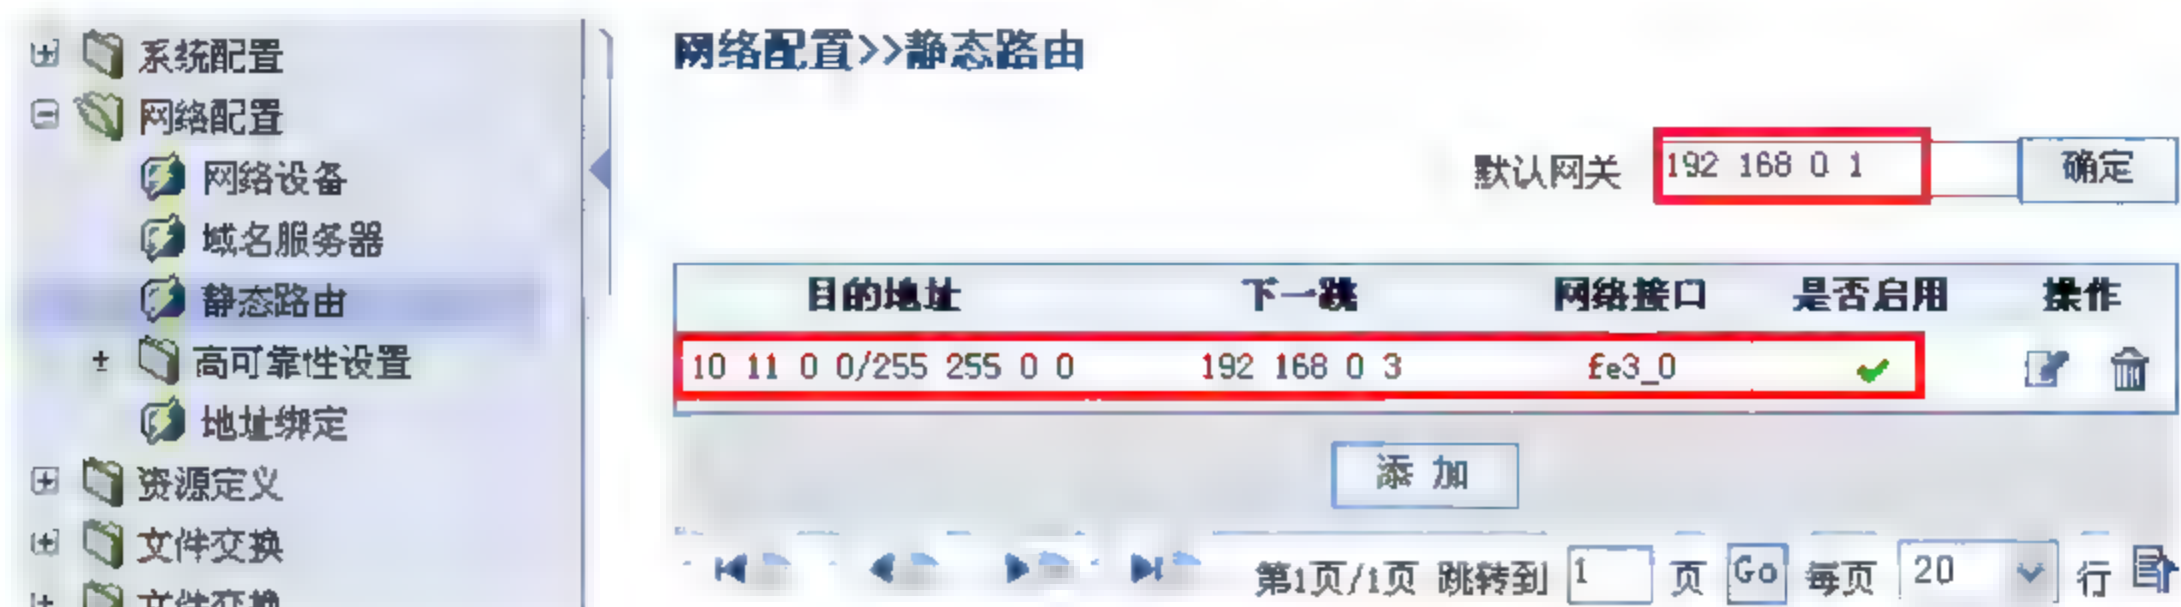 系统配置
网络配置
网络设备
域名服务器
静态路由
高可靠性设置
地址绑定
资源定义
文件交换
文件交换
网络配置>>静态路由
默认网关 192 168 0 1 确定
目的地址 下一跳 网络接口 是否启用 操作
10 11 0 0/255 255 0 0 192 168 0 3 fe3_0
添 加
第1页/1页 跳转到 1 页 Go 每页 20 行